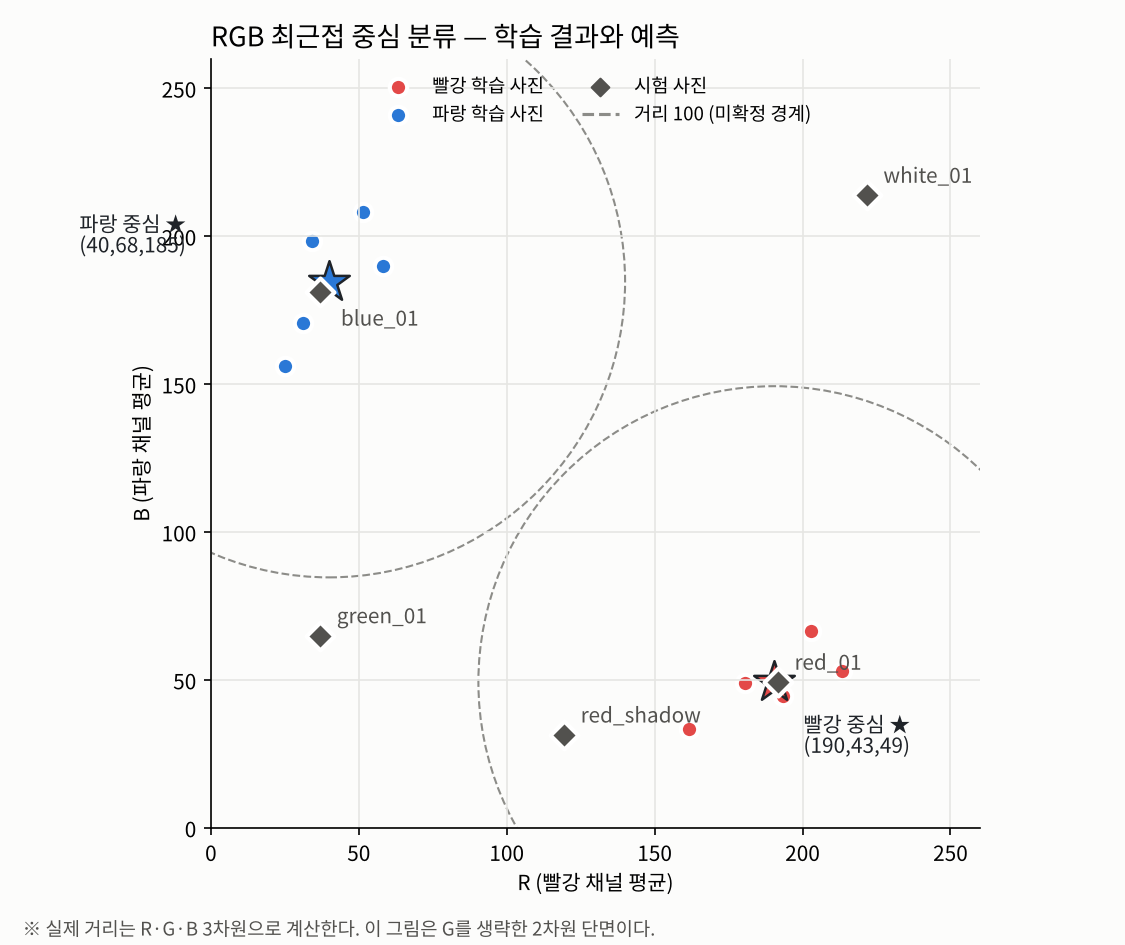 RGB 최근접 중심 분류 — 학습 결과와 예측
빨강 학습 사진
파랑 학습 사진
시험 사진
거리 100 (미확정 경계)
250
200
150
100
50
0
B (파랑 채널 평균)
파랑 중심 ★
(40,68,185)
white_01
blue_01
green_01
red_01
red_shadow
빨강 중심 ★
(190,43,49)
0
50
100
150
200
250
R (빨강 채널 평균)
※ 실제 거리는 R·G·B 3차원으로 계산한다. 이 그림은 G를 생략한 2차원 단면이다.